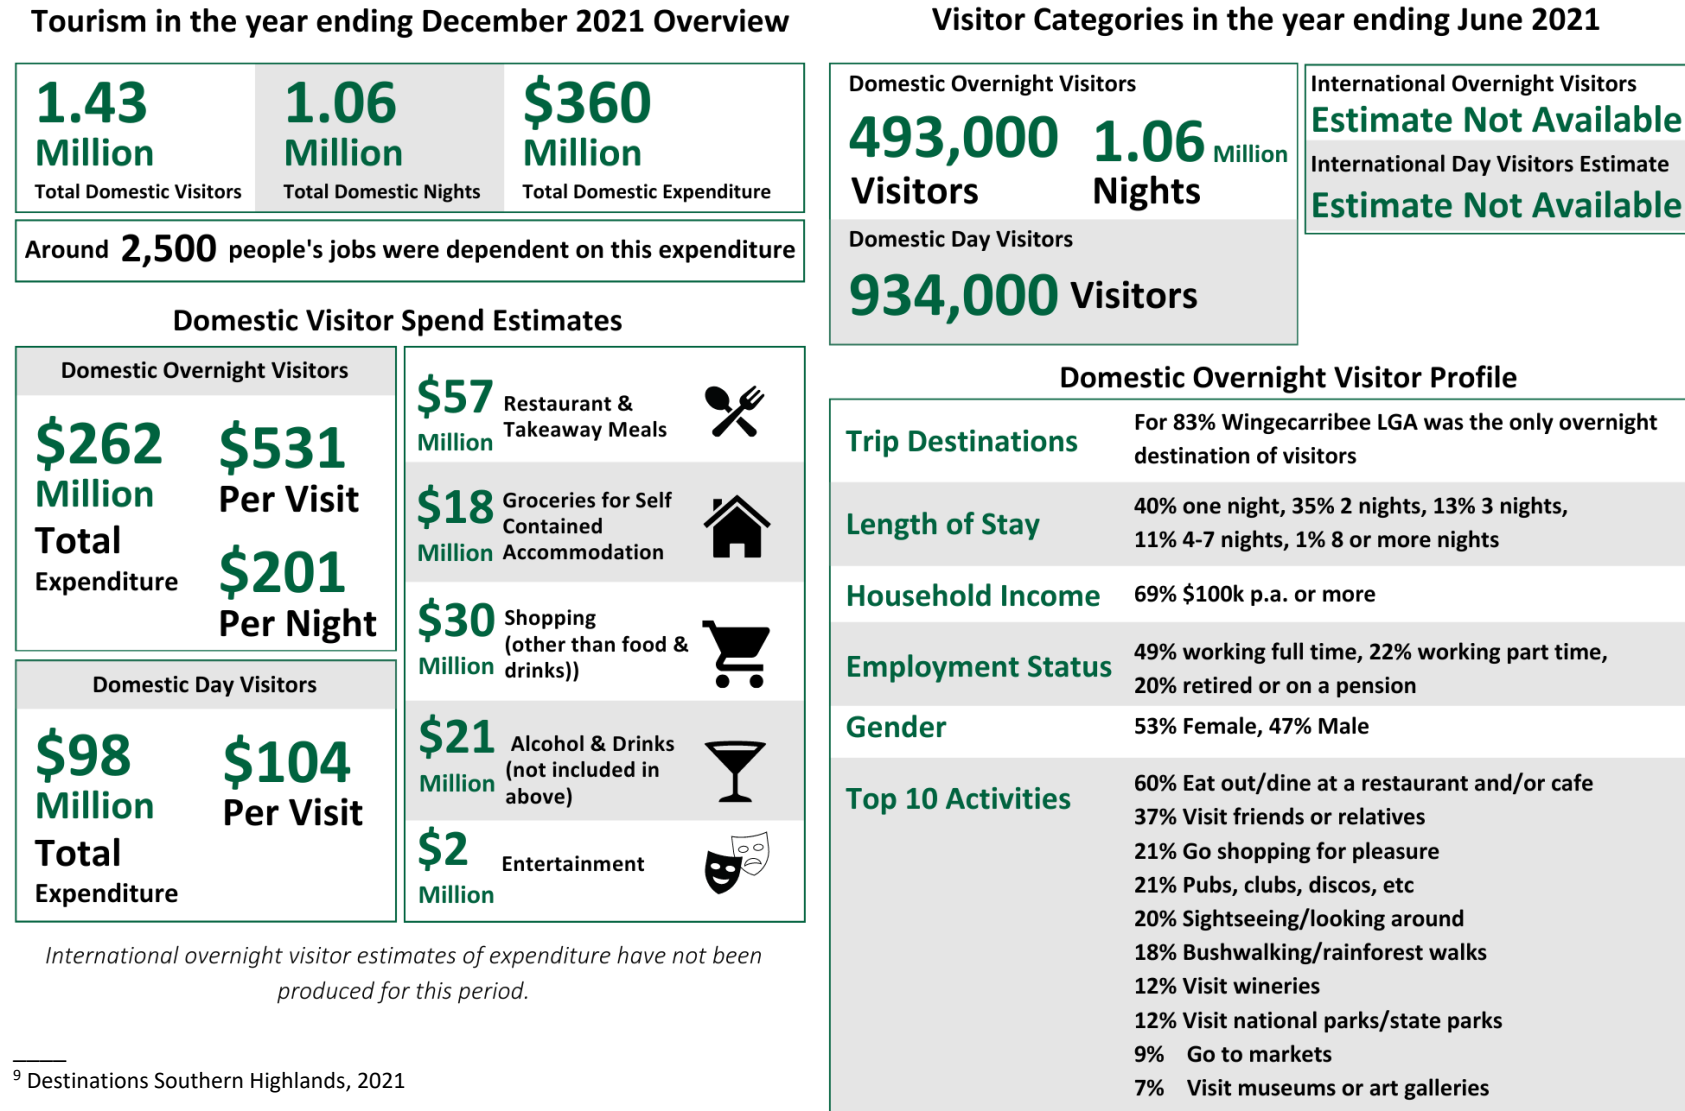 Tourism in the year ending December 2021 Overview
1.43
Million
Total Domestic Visitors
1.06
Million
Total Domestic Nights
$360
Million
Total Domestic Expenditure
Around 2,500 people's jobs were dependent on this expenditure
Domestic Visitor Spend Estimates
Domestic Overnight Visitors
$262
Million
Total
Expenditure
$531
Per Visit
$201
Per Night
Domestic Day Visitors
$98
Million
Total
Expenditure
$104
Per Visit
$57
Million
Restaurant &
Takeaway Meals
$18
Million
Groceries for Self
Contained
Accommodation
$30
Million
Shopping
(other than food &
drinks))
$21
Million
Alcohol & Drinks
(not included in
above)
$2
Million
Entertainment
International overnight visitor estimates of expenditure have not been
produced for this period.
9 Destinations Southern Highlands, 2021
Visitor Categories in the year ending June 2021
Domestic Overnight Visitors
493,000
Visitors
1.06 Million
Nights
Domestic Day Visitors
934,000 Visitors
International Overnight Visitors
Estimate Not Available
International Day Visitors Estimate
Estimate Not Available
Domestic Overnight Visitor Profile
Trip Destinations
For 83% Wingecarribee LGA was the only overnight
destination of visitors
Length of Stay
40% one night, 35% 2 nights, 13% 3 nights,
11% 4-7 nights, 1% 8 or more nights
Household Income
69% $100k p.a. or more
Employment Status
49% working full time, 22% working part time,
20% retired or on a pension
Gender
53% Female, 47% Male
Top 10 Activities
60% Eat out/dine at a restaurant and/or cafe
37% Visit friends or relatives
21% Go shopping for pleasure
21% Pubs, clubs, discos, etc
20% Sightseeing/looking around
18% Bushwalking/rainforest walks
12% Visit wineries
12% Visit national parks/state parks
9% Go to markets
7% Visit museums or art galleries